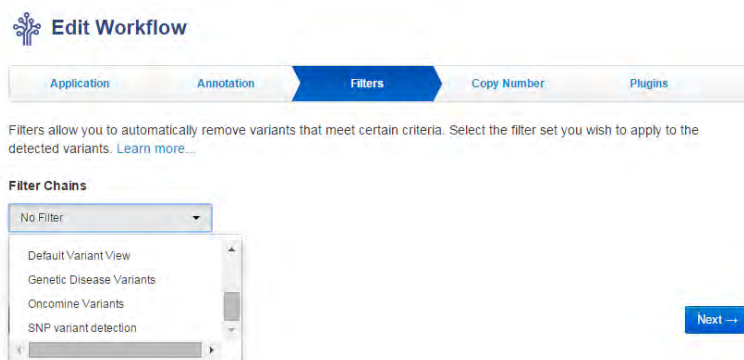 Edit Workflow
Application
Annotation
Filters
Copy Number
Plugins
Filters allow you to automatically remove variants that meet certain criteria. Select the filter set you wish to apply to the
detected variants. Learn more...
Filter Chains
No Filter
Default Variant View
Genetic Disease Variants
Oncomine Variants
SNP variant detection
Next →